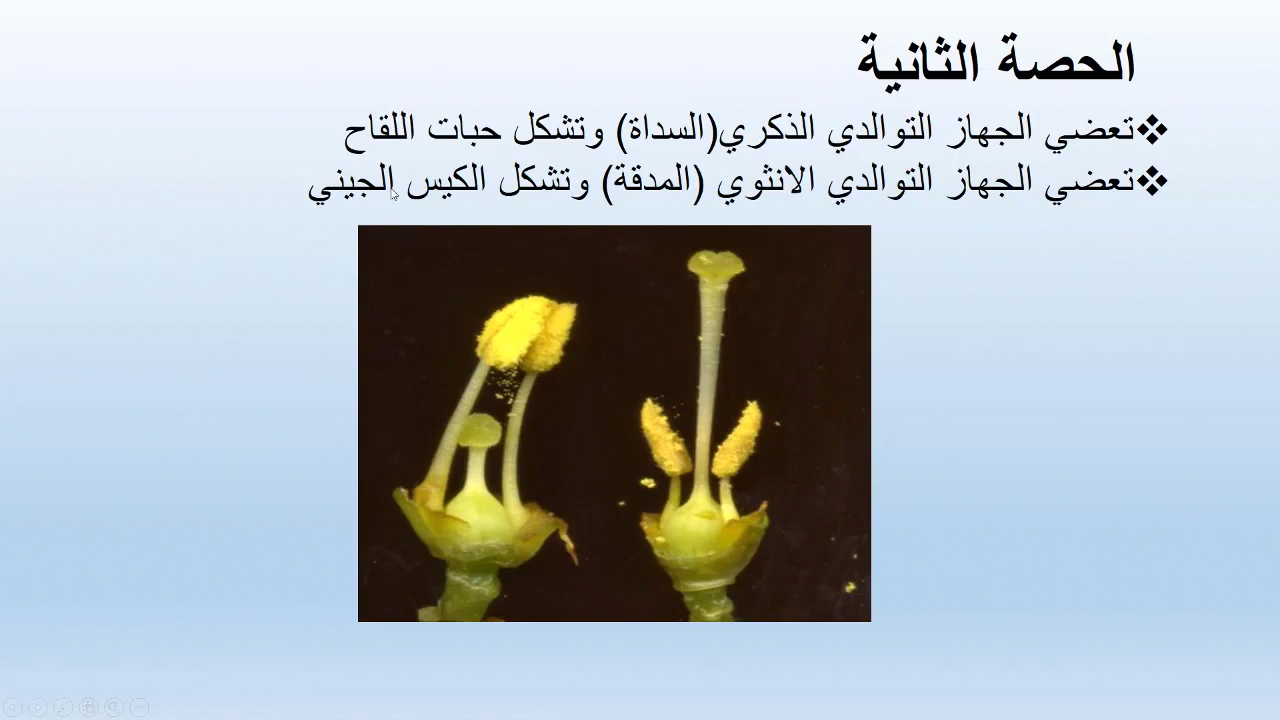 الحصة الثانية
❖تعضي الجهاز التوالدي الذكري(السداة) وتشكل حبات اللقاح
❖تعضي الجهاز التوالدي الانثوي (المدقة) وتشكل الكيس الجيني